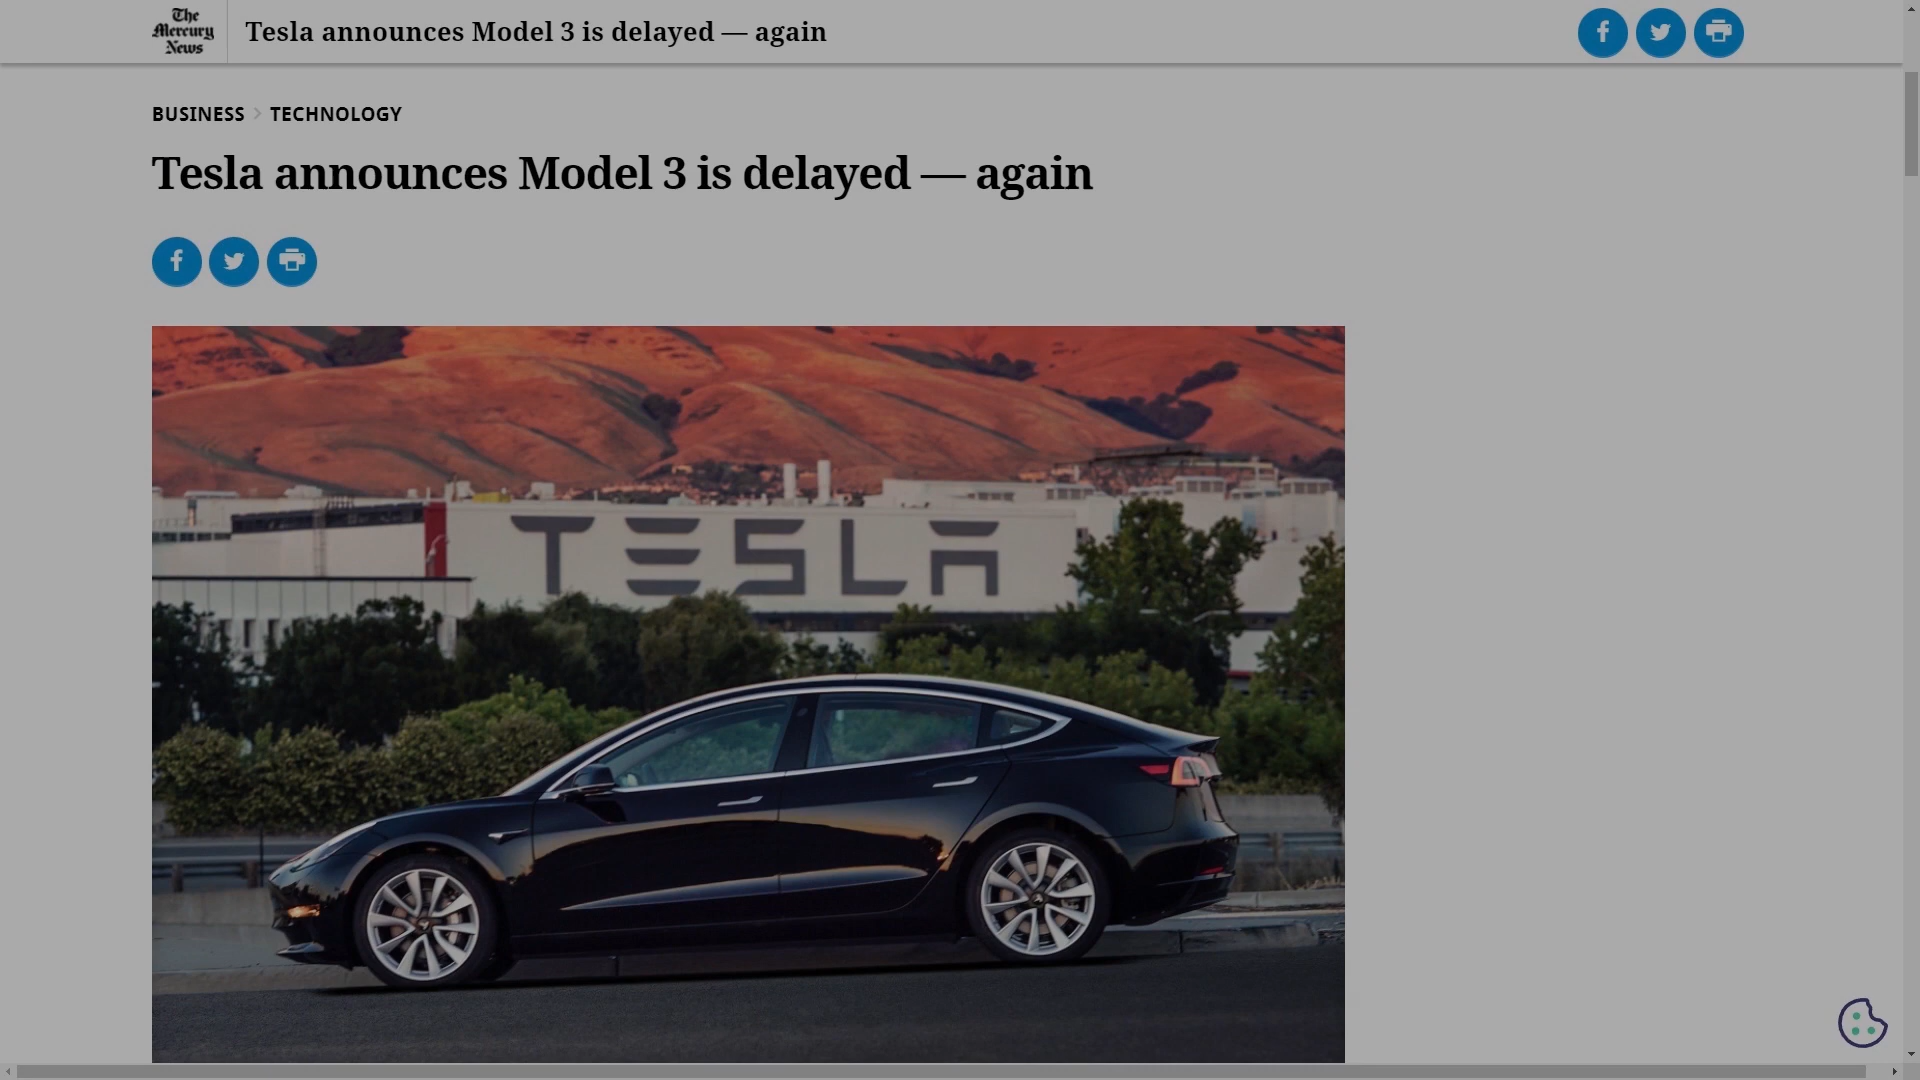 The
Mercury
News
Tesla announces Model 3 is delayed — again
BUSINESS > TECHNOLOGY
Tesla announces Model 3 is delayed — again
TESLA